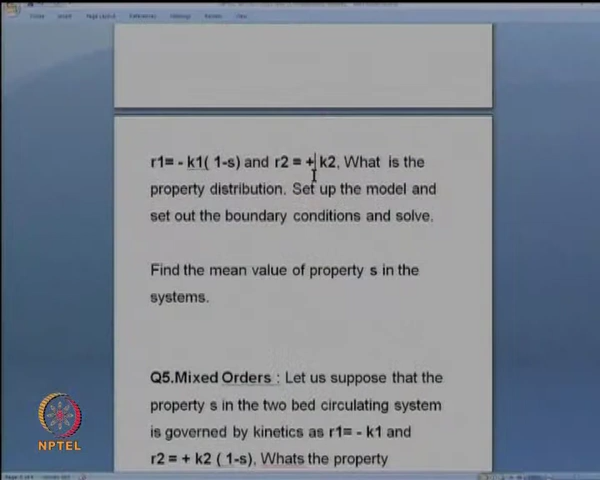 r1= - k1( 1-s) and r2 = + k2, What is the
property distribution. Set up the model and
set out the boundary conditions and solve.
Find the mean value of property s in the
systems.
Q5.Mixed Orders : Let us suppose that the
property s in the two bed circulating system
is governed by kinetics as r1= - k1 and
r2 = + k2 ( 1-s), Whats the property
NPTEL